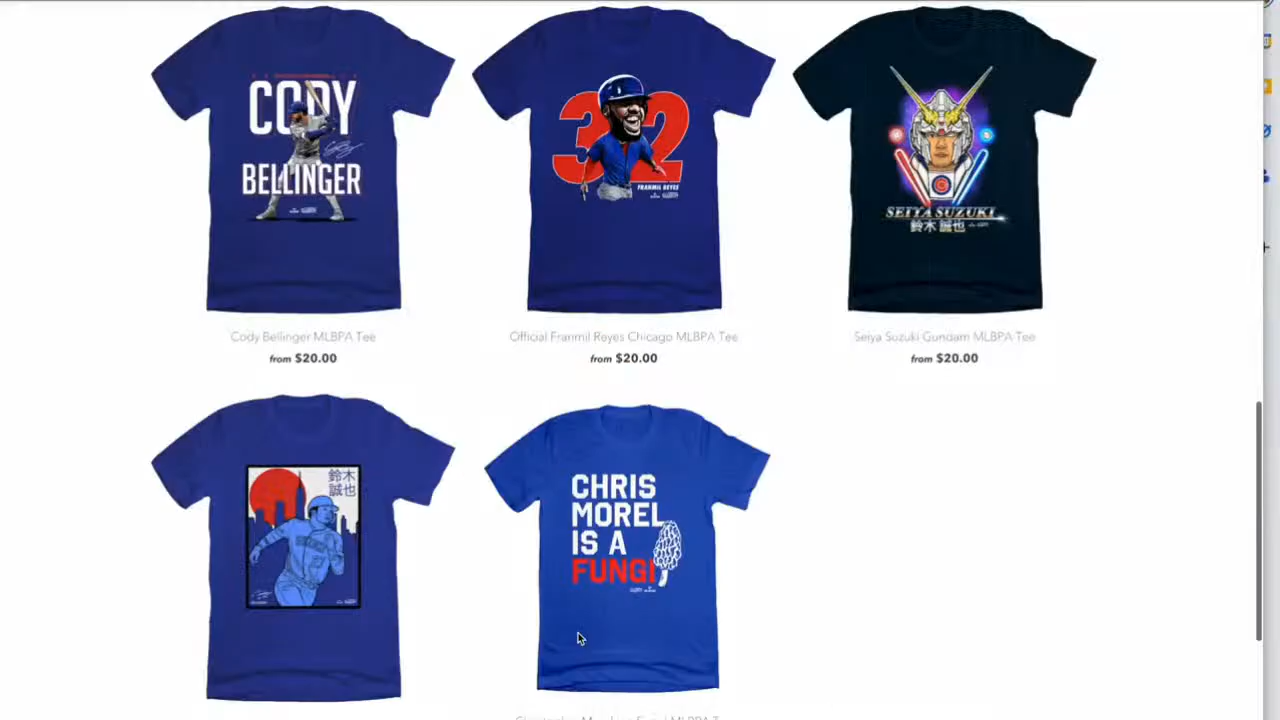 CODY
BELLINGER
Cody Bellinger MLBPA Tee
from $20.00
32
FRANMIL REYES
Official Franmil Reyes Chicago MLBPA Tee
from $20.00
SEIYA SUZUKI
鈴木 誠也
Seiya Suzuki Gundam MLBPA Tee
from $20.00
鈴木
誠也
CHRIS
MOREL
IS A
FUNGI